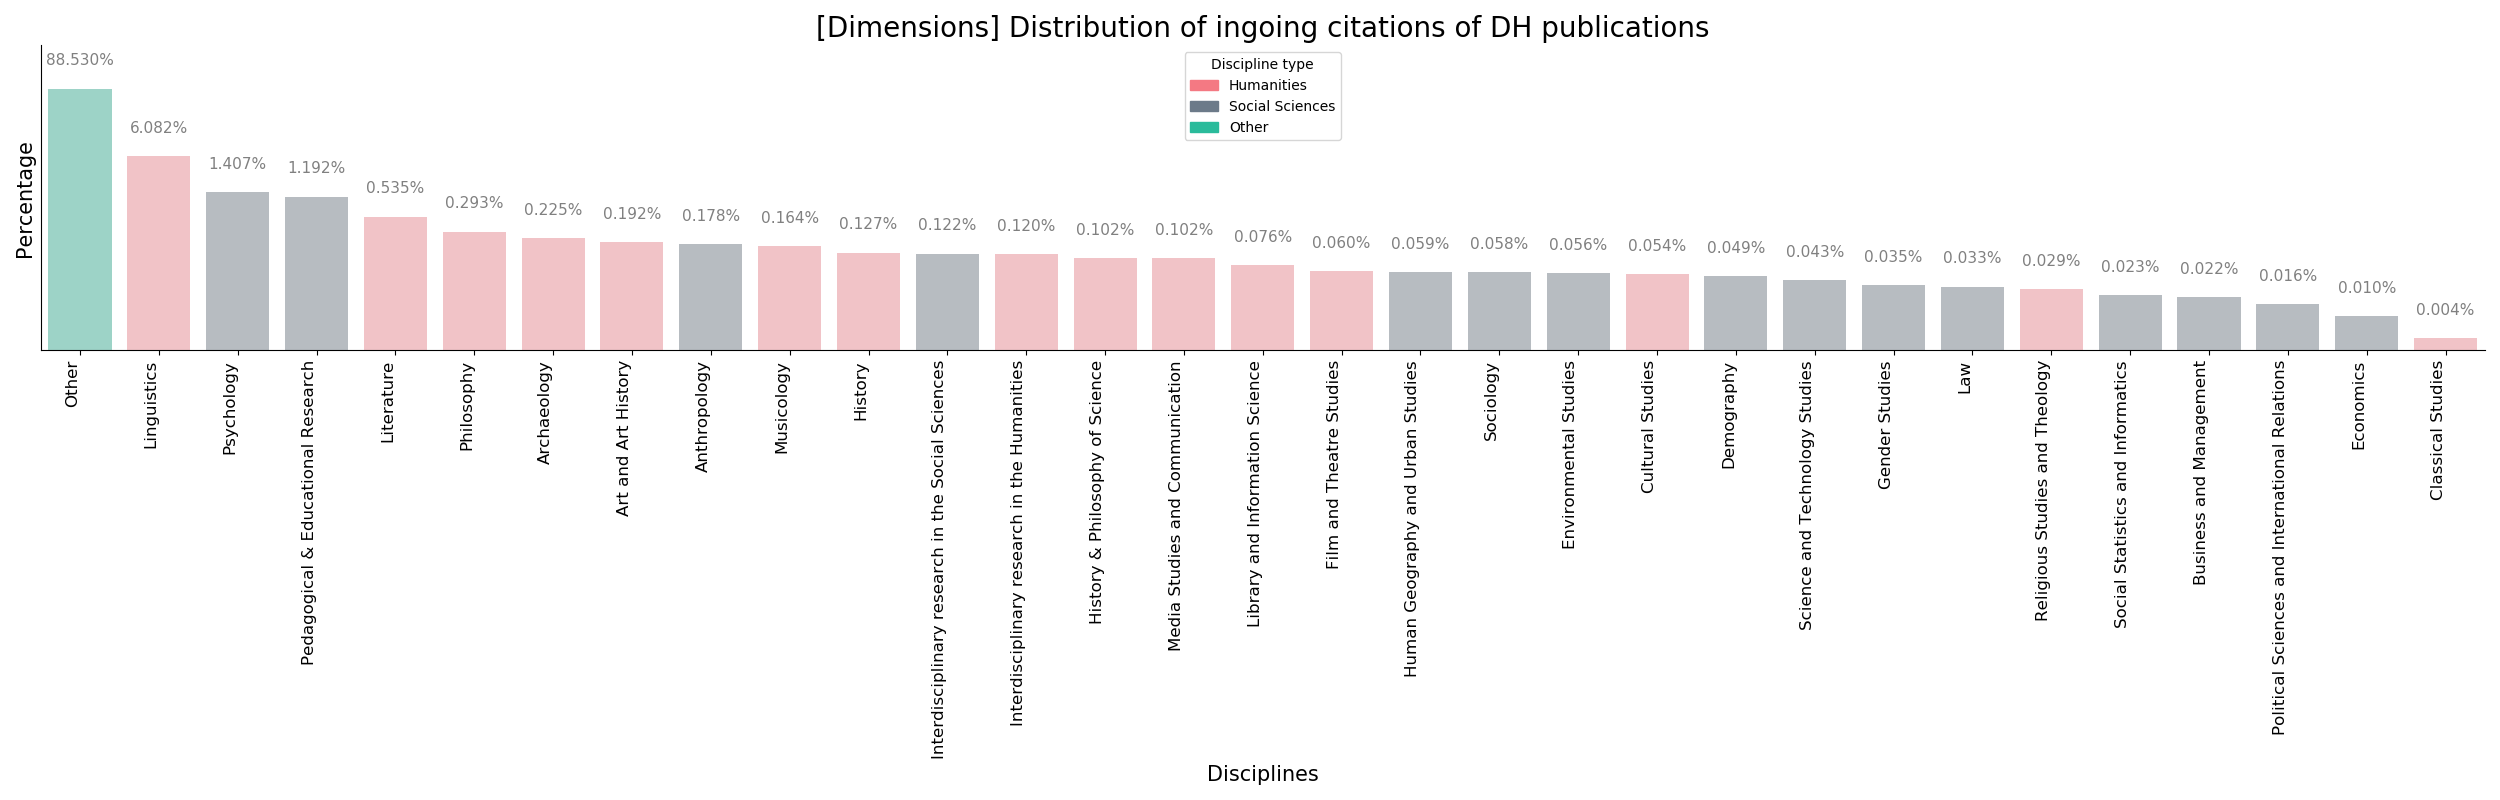 [Dimensions] Distribution of ingoing citations of DH publications
Discipline type
Humanities
Social Sciences
Other
Percentage
88.530%
6.082%
1.407%
1.192%
0.535%
0.293%
0.225%
0.192%
0.178%
0.164%
0.127%
0.122%
0.120%
0.102%
0.102%
0.076%
0.060%
0.059%
0.058%
0.056%
0.054%
0.049%
0.043%
0.035%
0.033%
0.029%
0.023%
0.022%
0.016%
0.010%
0.004%
Other
Linguistics
Psychology
Pedagogical & Educational Research
Literature
Philosophy
Archaeology
Art and Art History
Anthropology
Musicology
History
Interdisciplinary research in the Social Sciences
Interdisciplinary research in the Humanities
History & Philosophy of Science
Media Studies and Communication
Library and Information Science
Film and Theatre Studies
Human Geography and Urban Studies
Sociology
Environmental Studies
Cultural Studies
Demography
Science and Technology Studies
Gender Studies
Law
Religious Studies and Theology
Social Statistics and Informatics
Business and Management
Political Sciences and International Relations
Economics
Classical Studies
Disciplines